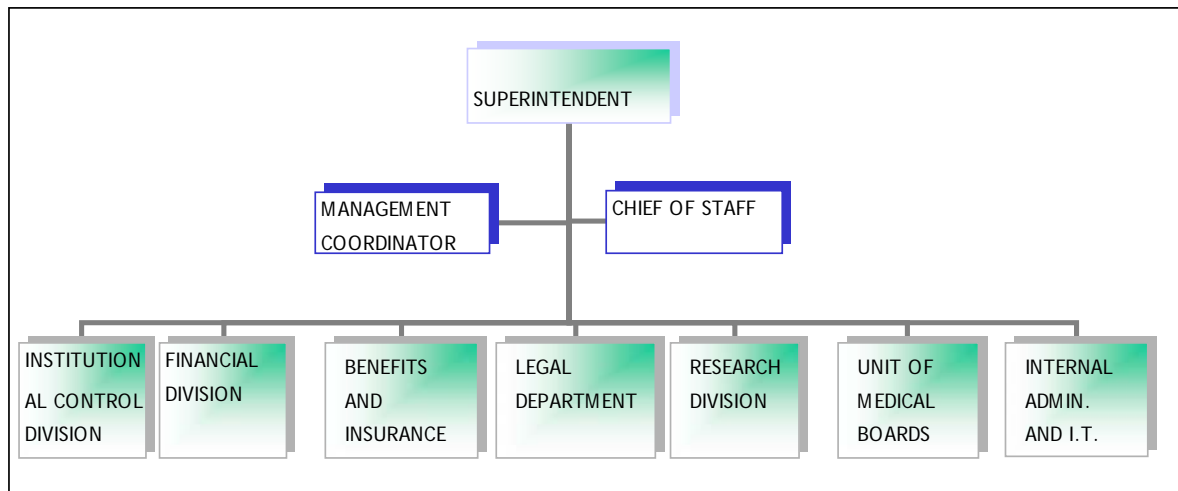 SUPERINTENDENT
MANAGEMENT
COORDINATOR
CHIEF OF STAFF
INSTITUTION
AL CONTROL
DIVISION
FINANCIAL
DIVISION
BENEFITS
AND
INSURANCE
LEGAL
DEPARTMENT
RESEARCH
DIVISION
UNIT OF
MEDICAL
BOARDS
INTERNAL
ADMIN.
AND I.T.